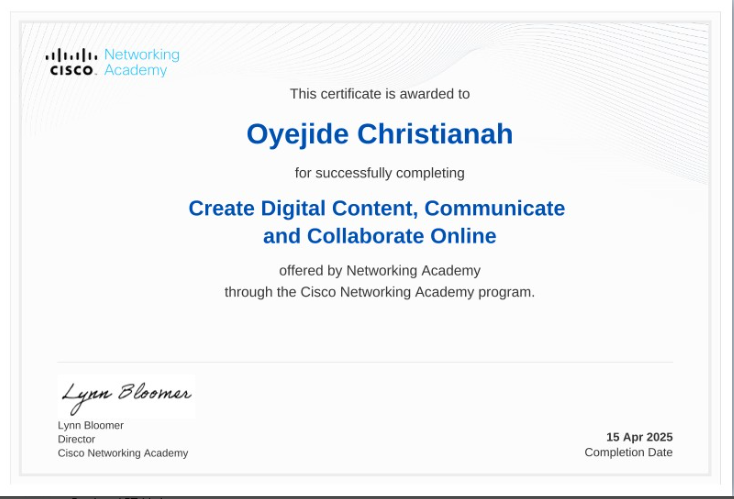 Networking
CISCO. Academy
This certificate is awarded to
Oyejide Christianah
for successfully completing
Create Digital Content, Communicate
and Collaborate Online
offered by Networking Academy
through the Cisco Networking Academy program.
Lynn Bloomer
Lynn Bloomer
Director
Cisco Networking Academy
15 Apr 2025
Completion Date